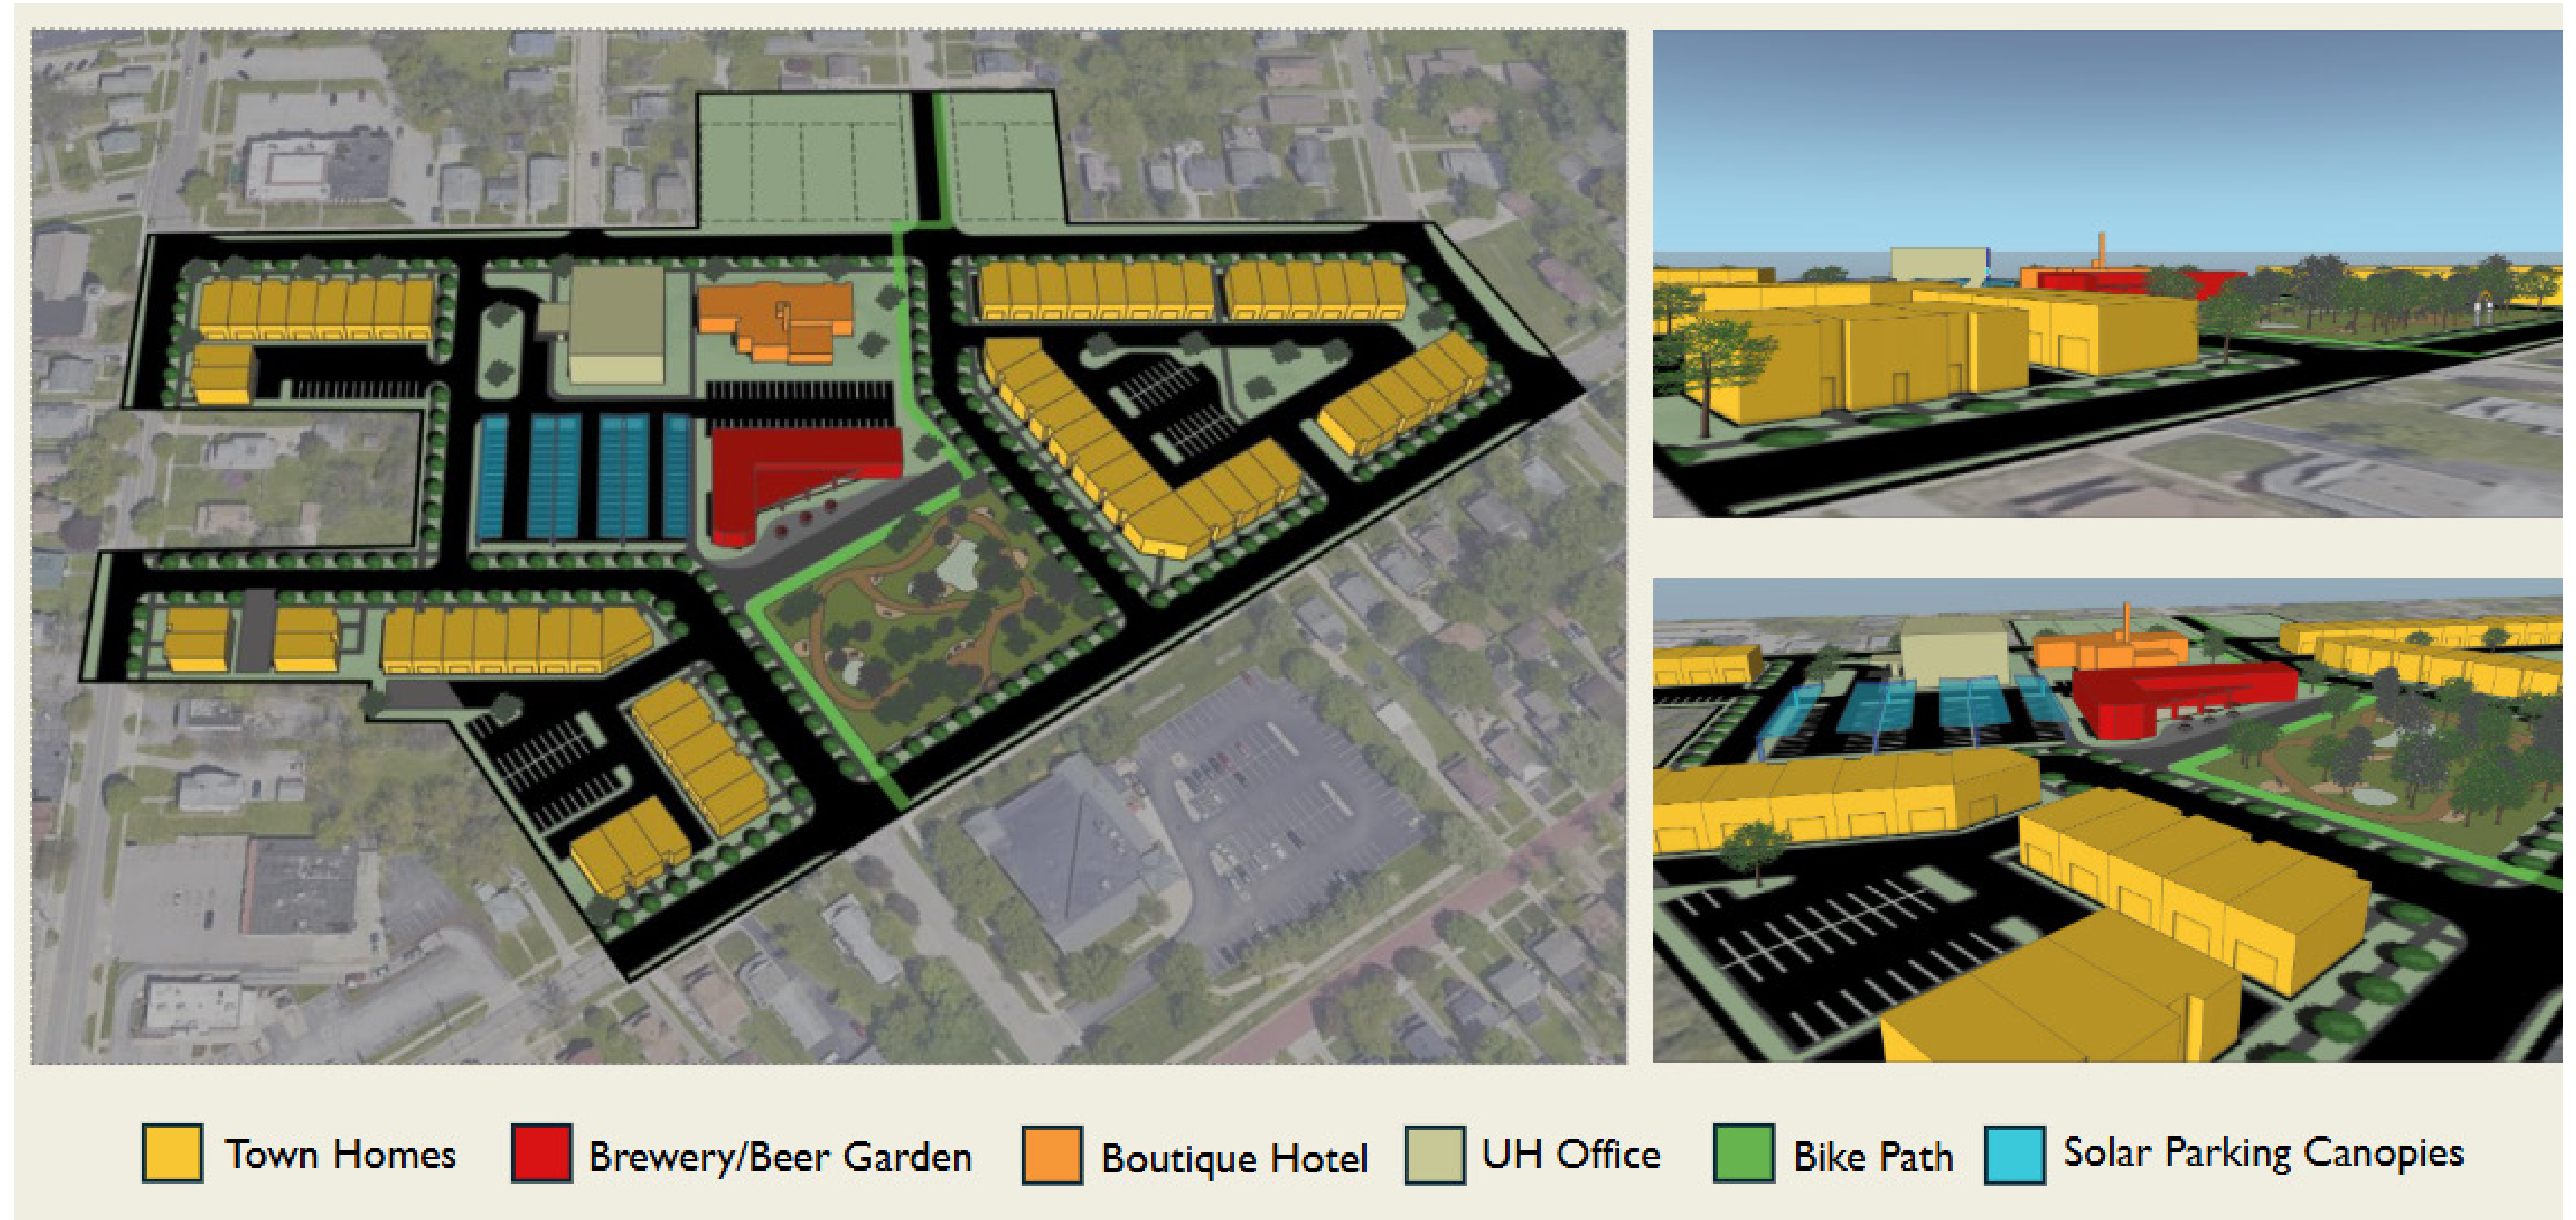 Town Homes
Brewery/Beer Garden
Boutique Hotel
UH Office
Bike Path
Solar Parking Canopies